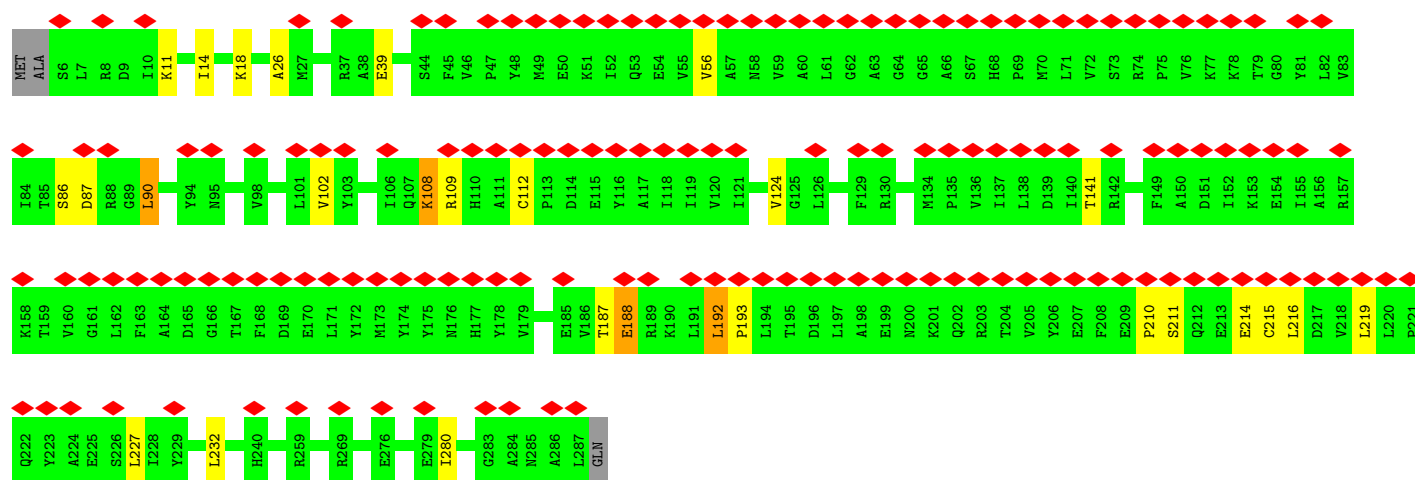 MET ALA S6 L7 R8 D9 I10 K11 I14 K18 A26 M27 R37 A38 E39 S44 F45 V46 P47 Y48 M49 E50 K51 I52 Q53 E54 V55 V56 A57 N58 V59 A60 L61 G62 A63 G64 G65 A66 S67 H68 P69 M70 L71 V72 S73 R74 P75 V76 K77 K78 T79 G80 Y81 L82 V83
I84 T85 S86 D87 R88 G89 L90 Y94 N95 V98 L101 V102 Y103 I106 Q107 K108 R109 H110 A111 C112 P113 D114 E115 Y116 A117 I118 I119 V120 I121 V124 G125 L126 F129 R130 M134 P135 V136 I137 L138 D139 I140 T141 R142 F149 A150 D151 I152 K153 E154 I155 A156 R157
K158 T159 V160 G161 L162 F163 A164 D165 G166 T167 F168 D169 E170 L171 Y172 M173 Y174 Y175 N176 H177 Y178 V179 E185 V186 T187 E188 R189 K190 L191 L192 P193 L194 T195 D196 L197 A198 E199 N200 K201 Q202 R203 T204 V205 Y206 E207 F208 E209 P210 S211 Q212 E213 E214 C215 L216 D217 V218 L219 L220 P221
Q222 Y223 A224 E225 S226 L227 I228 Y229 L232 H240 R259 R269 E276 E279 I280 G283 A284 N285 A286 L287 GLN